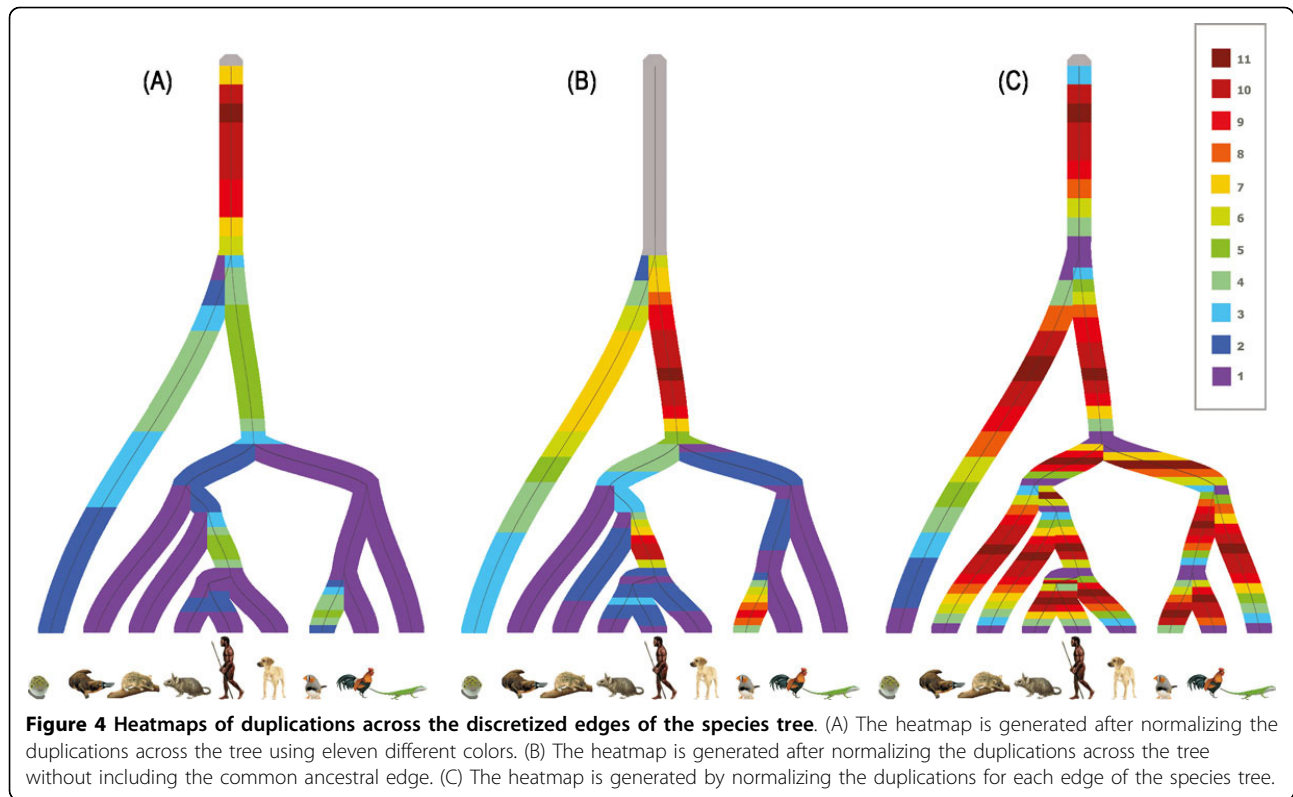 (A)
(B)
(C)
11
10
9
8
7
6
5
4
3
2
1
Figure 4 Heatmaps of duplications across the discretized edges of the species tree. (A) The heatmap is generated after normalizing the
duplications across the tree using eleven different colors. (B) The heatmap is generated after normalizing the duplications across the tree
without including the common ancestral edge. (C) The heatmap is generated by normalizing the duplications for each edge of the species tree.